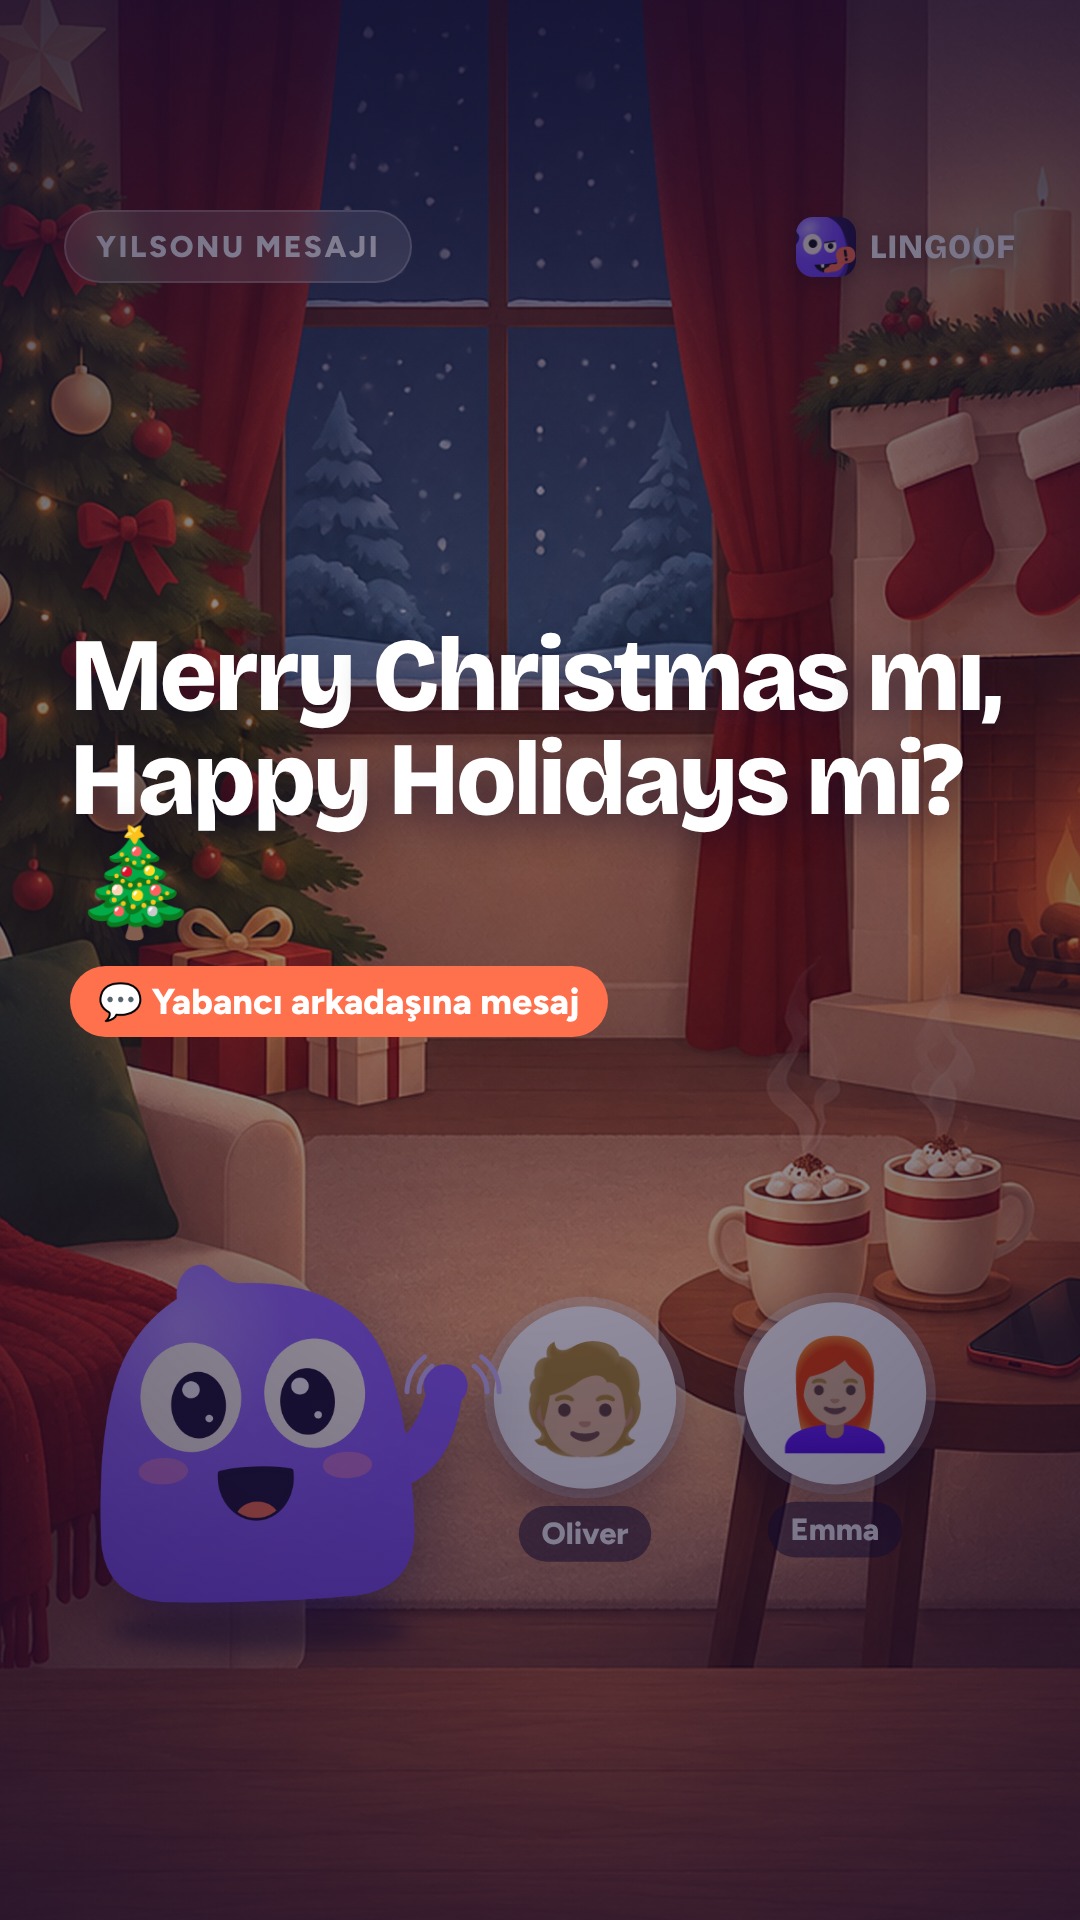 YILSONU MESAJI
LINGOOF
Merry Christmas mı,
Happy Holidays mi?
🎄
💬 Yabancı arkadaşına mesaj
Oliver
Emma